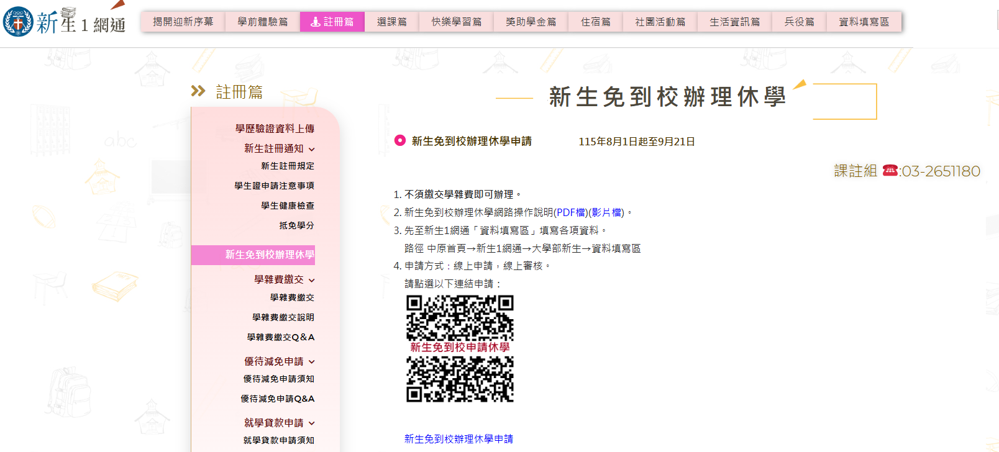 新生1網通
揭開迎新序幕 學前體驗篇 註冊篇 選課篇 快樂學習篇 獎助學金篇 住宿篇 社團活動篇 生活資訊篇 兵役篇 資料填寫區
註冊篇
學歷驗證資料上傳
新生註冊通知
新生註冊規定
學生證申請注意事項
學生健康檢查
抵免學分
新生免到校辦理休學
學雜費繳交
學雜費繳交
學雜費繳交說明
學雜費繳交Q&A
優待減免申請
優待減免申請須知
優待減免申請Q&A
就學貸款申請
就學貸款申請須知
新生免到校辦理休學
新生免到校辦理休學申請 115年8月1日起至9月21日
課註組 ☎:03-2651180
1. 不須繳交學雜費即可辦理。
2. 新生免到校辦理休學網路操作說明(PDF檔)(影片檔)。
3. 先至新生1網通「資料填寫區」填寫各項資料。
路徑 中原首頁→新生1網通→大學部新生→資料填寫區
4. 申請方式：線上申請，線上審核。
請點選以下連結申請：
新生免到校申請休學
新生免到校辦理休學申請
abc